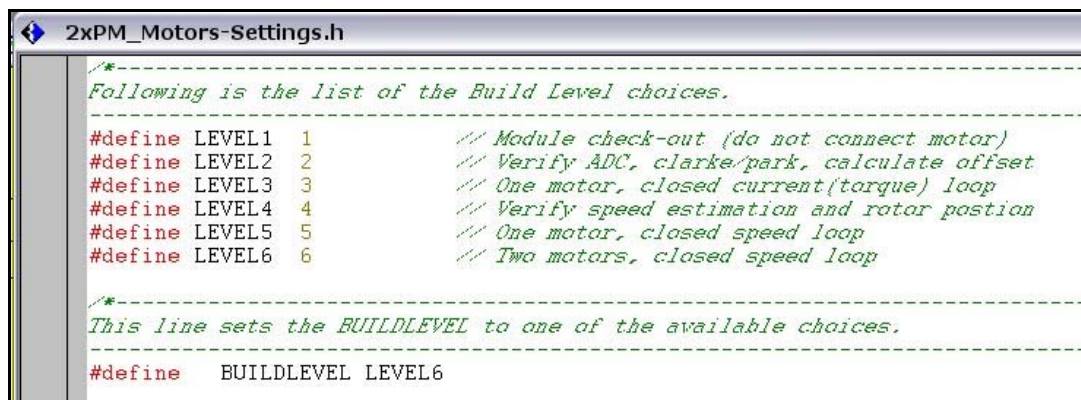 2xPM_Motors-Settings.h
/*------------------------------------------------------------------------------
Following is the list of the Build Level choices.
------------------------------------------------------------------------------
#define LEVEL1 1 // Module check-out (do not connect motor)
#define LEVEL2 2 // Verify ADC, clarke/park, calculate offset
#define LEVEL3 3 // One motor, closed current(torque) loop
#define LEVEL4 4 // Verify speed estimation and rotor postion
#define LEVEL5 5 // One motor, closed speed loop
#define LEVEL6 6 // Two motors, closed speed loop
/*------------------------------------------------------------------------------
This line sets the BUILDLEVEL to one of the available choices.
------------------------------------------------------------------------------
#define BUILDLEVEL LEVEL6